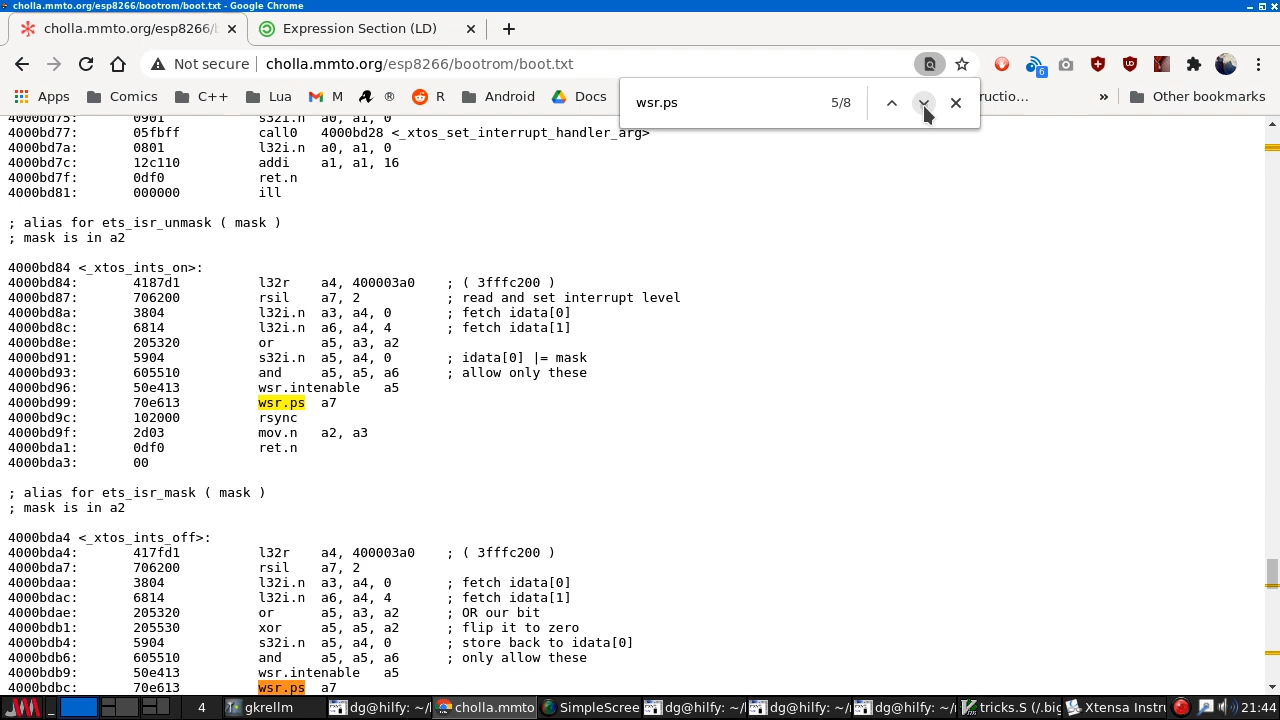 cholla.mmto.org/esp8266/bootrom/boot.txt - Google Chrome
cholla.mmto.org/esp8266/b
Expression Section (LD)
Not secure cholla.mmto.org/esp8266/bootrom/boot.txt
6
Apps C++ Lua M ® R Docs ructio… » Other bookmarks
wsr.ps 5/8
4000bd75: 0901 s32i.n a0, a1, 0
4000bd77: 05fbff call0 4000bd28 <_xtos_set_interrupt_handler_arg>
4000bd7a: 0801 l32i.n a0, a1, 0
4000bd7c: 12c110 addi a1, a1, 16
4000bd7f: 0df0 ret.n
4000bd81: 000000 ill
; alias for ets_isr_unmask ( mask )
; mask is in a2
4000bd84 <_xtos_ints_on>:
4000bd84: 4187d1 l32r a4, 400003a0 ; ( 3fffc200 )
4000bd87: 706200 rsil a7, 2 ; read and set interrupt level
4000bd8a: 3804 l32i.n a3, a4, 0 ; fetch idata[0]
4000bd8c: 6814 l32i.n a6, a4, 4 ; fetch idata[1]
4000bd8e: 205320 or a5, a3, a2
4000bd91: 5904 s32i.n a5, a4, 0 ; idata[0] |= mask
4000bd93: 605510 and a5, a5, a6 ; allow only these
4000bd96: 50e413 wsr.intenable a5
4000bd99: 70e613 wsr.ps a7
4000bd9c: 102000 rsync
4000bd9f: 2d03 mov.n a2, a3
4000bda1: 0df0 ret.n
4000bda3: 00
; alias for ets_isr_mask ( mask )
; mask is in a2
4000bda4 <_xtos_ints_off>:
4000bda4: 417fd1 l32r a4, 400003a0 ; ( 3fffc200 )
4000bda7: 706200 rsil a7, 2
4000bdaa: 3804 l32i.n a3, a4, 0 ; fetch idata[0]
4000bdac: 6814 l32i.n a6, a4, 4 ; fetch idata[1]
4000bdae: 205320 or a5, a3, a2 ; OR our bit
4000bdb1: 205530 xor a5, a5, a2 ; flip it to zero
4000bdb4: 5904 s32i.n a5, a4, 0 ; store back to idata[0]
4000bdb6: 605510 and a5, a5, a6 ; only allow these
4000bdb9: 50e413 wsr.intenable a5
4000bdbc: 70e613 wsr.ps a7
4 gkrellm dg@hilfy: ~/ cholla.mmto SimpleScree dg@hilfy: ~/ dg@hilfy: ~/ dg@hilfy: ~/ tricks.S (/.big Xtensa Instr 21:44